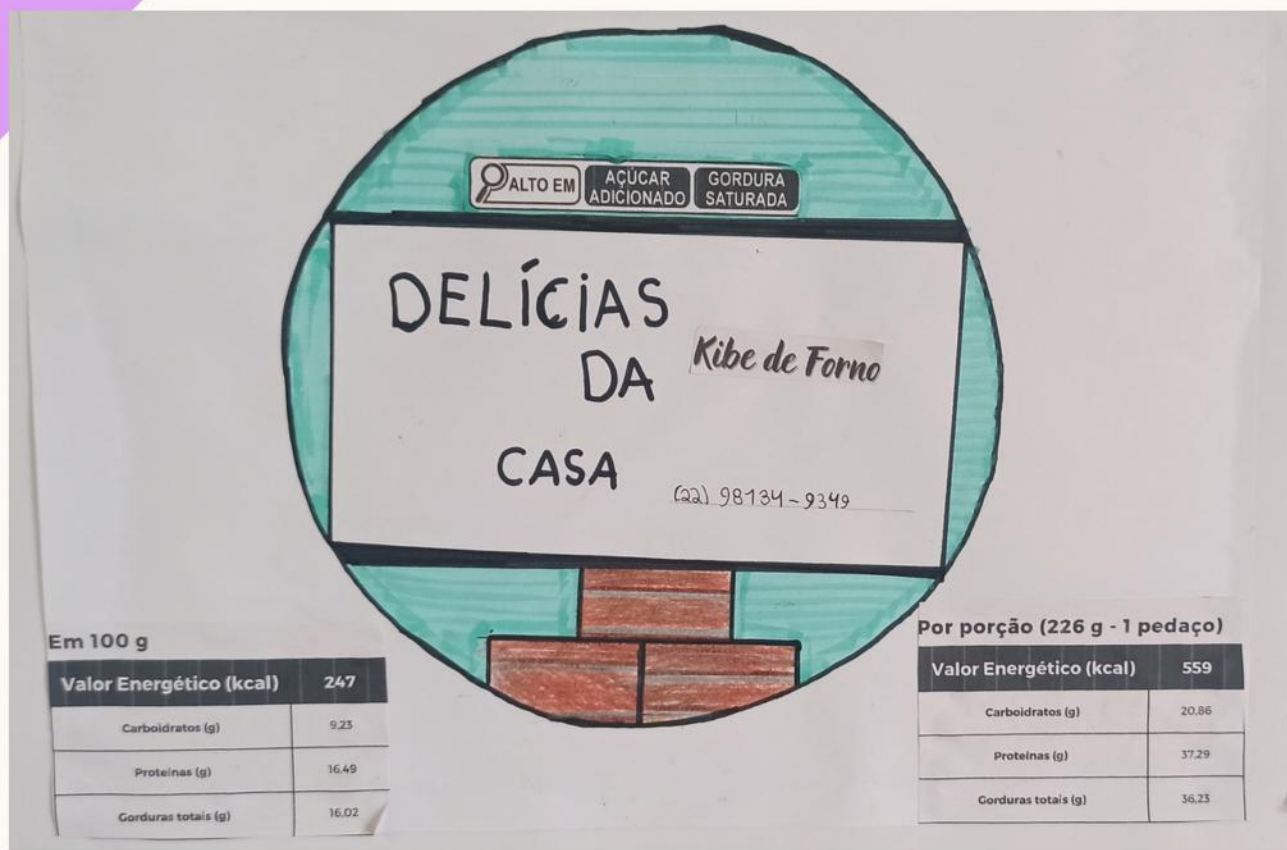 ALTO EM
AÇÚCAR
ADICIONADO
GORDURA
SATURADA
DELÍCIAS
DA
Kibe de Forno
CASA
(22) 98134-9349
Em 100 g
Valor Energético (kcal) 247
Carboidratos (g) 9,23
Proteínas (g) 16,49
Gorduras totais (g) 16,02
Por porção (226 g - 1 pedaço)
Valor Energético (kcal) 559
Carboidratos (g) 20,86
Proteínas (g) 37,29
Gorduras totais (g) 36,23